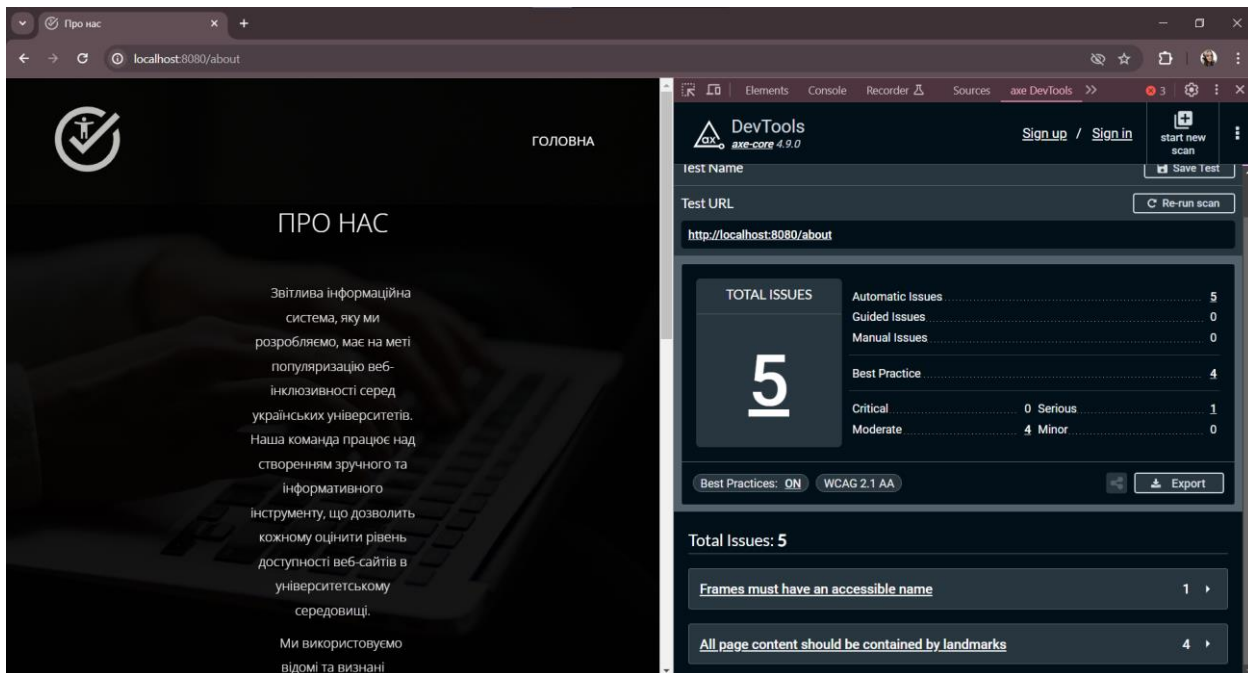 Про нас
localhost:8080/about
ГОЛОВНА
ПРО НАС
Звітлива інформаційна
система, яку ми
розробляємо, має на меті
популяризацію веб-
інклюзивності серед
українських університетів.
Наша команда працює над
створенням зручного та
інформативного
інструменту, що дозволить
кожному оцінити рівень
доступності веб-сайтів в
університетському
середовищі.
Ми використовуємо
відомі та визнані
Elements Console Recorder Sources axe DevTools 3
ax DevTools
axe-core 4.9.0
Sign up / Sign in
start new
scan
Test Name
Save Test
Test URL
Re-run scan
http://localhost:8080/about
TOTAL ISSUES
5
Automatic Issues 5
Guided Issues 0
Manual Issues 0
Best Practice 4
Critical 0 Serious 1
Moderate 4 Minor 0
Best Practices: ON WCAG 2.1 AA
Export
Total Issues: 5
Frames must have an accessible name 1
All page content should be contained by landmarks 4